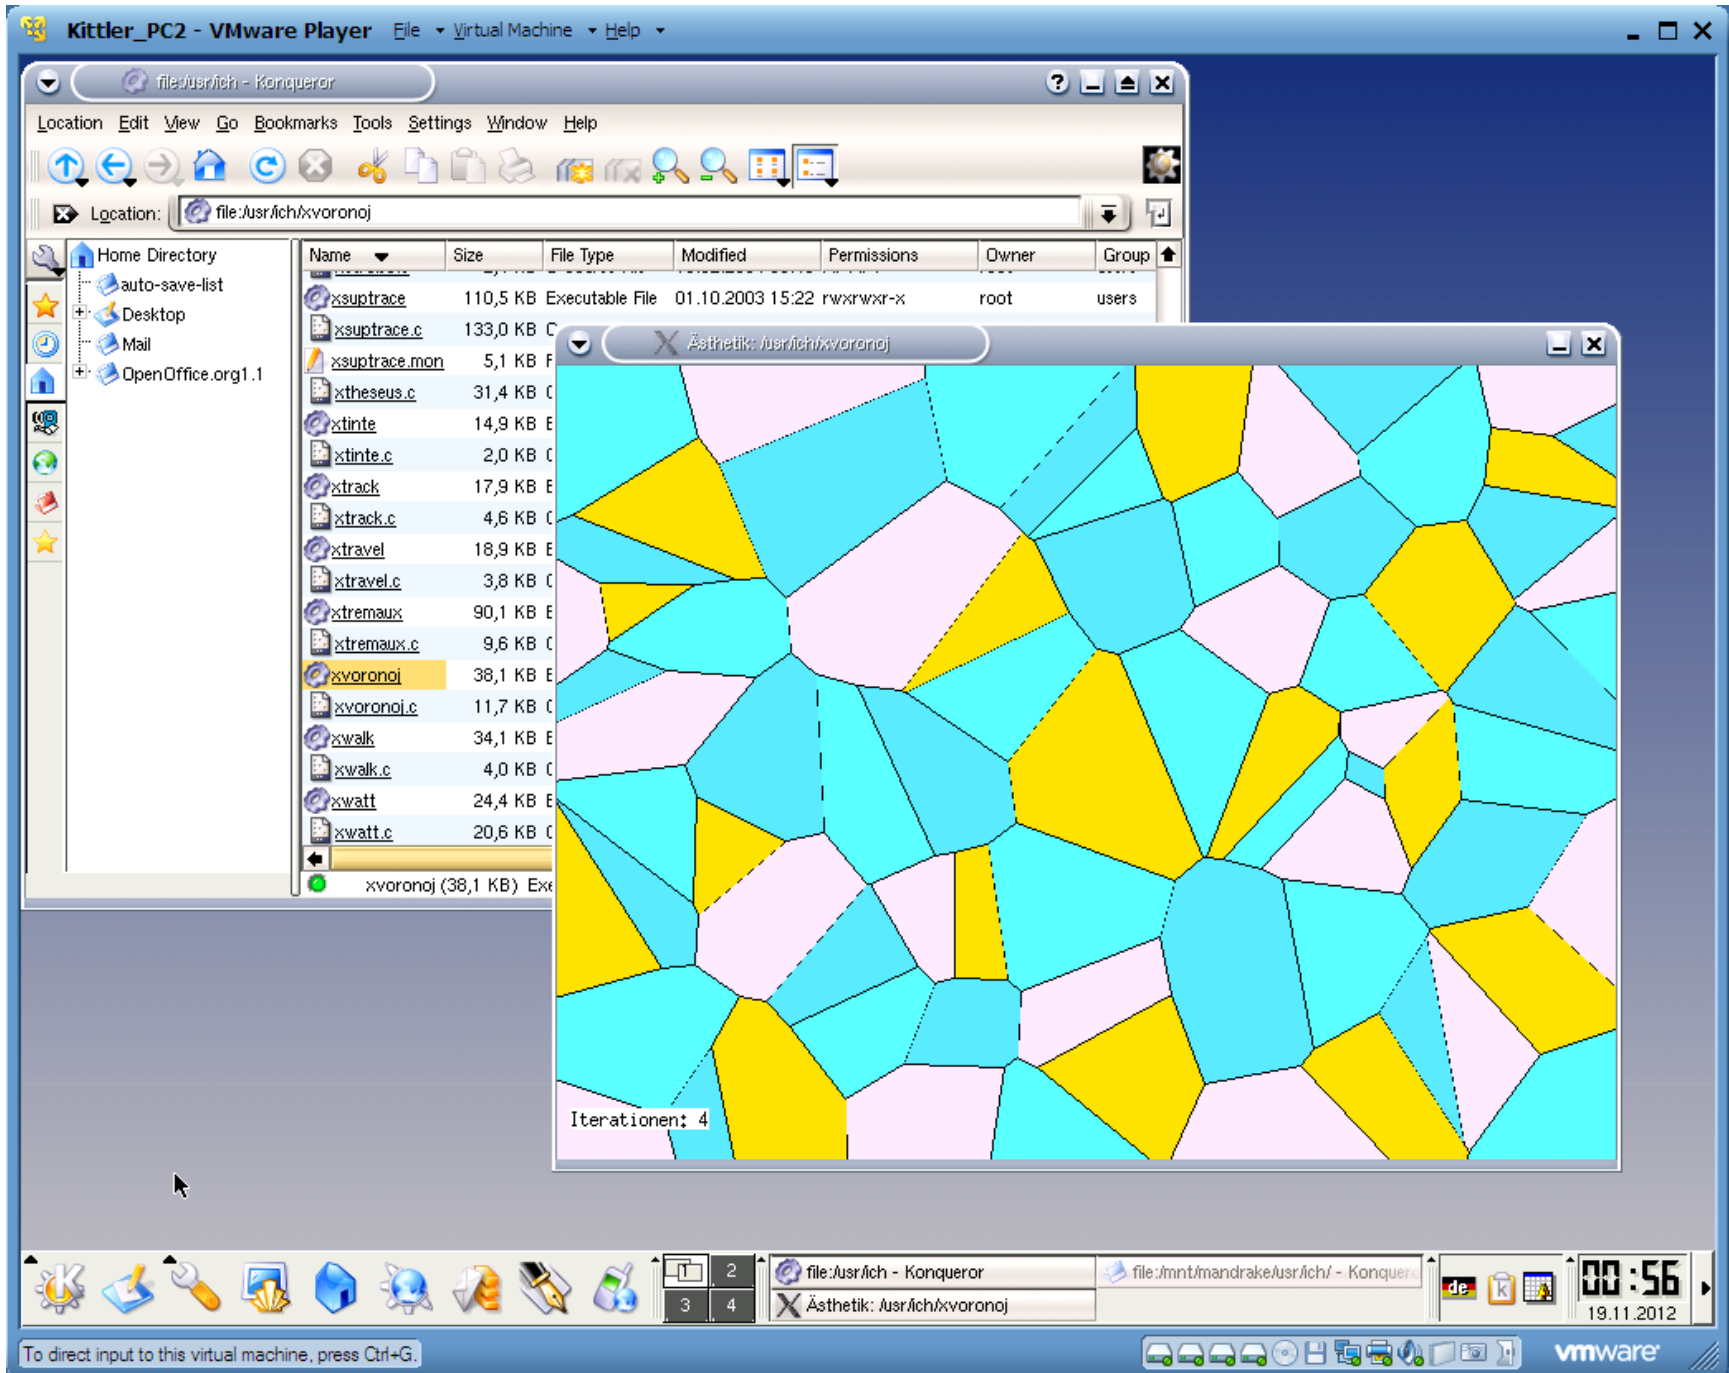 Kittler_PC2 - VMware Player File Virtual Machine Help
file:/usr/ich - Konqueror
Location Edit View Go Bookmarks Tools Settings Window Help
Location: file:/usr/ich/xvoronoj
Home Directory
auto-save-list
Desktop
Mail
OpenOffice.org1.1
Name Size File Type Modified Permissions Owner Group
xsuptrace 110,5 KB Executable File 01.10.2003 15:22 rwxrwxr-x root users
xsuptrace.c 133,0 KB C
xsuptrace.mon 5,1 KB F
xtheseus.c 31,4 KB C
xtinte 14,9 KB E
xtinte.c 2,0 KB C
xtrack 17,9 KB E
xtrack.c 4,6 KB C
xtravel 18,9 KB E
xtravel.c 3,8 KB C
xtremaux 90,1 KB E
xtremaux.c 9,6 KB C
xvoronoj 38,1 KB E
xvoronoj.c 11,7 KB C
xwalk 34,1 KB E
xwalk.c 4,0 KB C
xwatt 24,4 KB E
xwatt.c 20,6 KB C
xvoronoj (38,1 KB) Exe
Ästhetik: /usr/ich/xvoronoj
Iterationen: 4
1 2
3 4
file:/usr/ich - Konqueror
file:/mnt/mandrake/usr/ich/ - Konquero
Ästhetik: /usr/ich/xvoronoj
de
00:56
19.11.2012
To direct input to this virtual machine, press Ctrl+G.
vmware